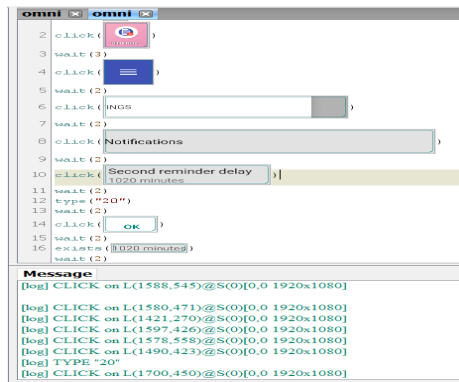 omni omni
2 click( )
3 wait(3)
4 click( )
5 wait(2)
6 click( INGS )
7 wait(2)
8 click( Notifications )
9 wait(2)
10 click( Second reminder delay
1020 minutes )
11 wait(2)
12 type("20")
13 wait(2)
14 click( OK )
15 wait(2)
16 exists( 1020 minutes )
wait(2)
Message
[log] CLICK on L(1588,545)@S(0)[0,0 1920x1080]
[log] CLICK on L(1580,471)@S(0)[0,0 1920x1080]
[log] CLICK on L(1421,270)@S(0)[0,0 1920x1080]
[log] CLICK on L(1597,426)@S(0)[0,0 1920x1080]
[log] CLICK on L(1578,558)@S(0)[0,0 1920x1080]
[log] CLICK on L(1490,423)@S(0)[0,0 1920x1080]
[log] TYPE "20"
[log] CLICK on L(1700,450)@S(0)[0,0 1920x1080]